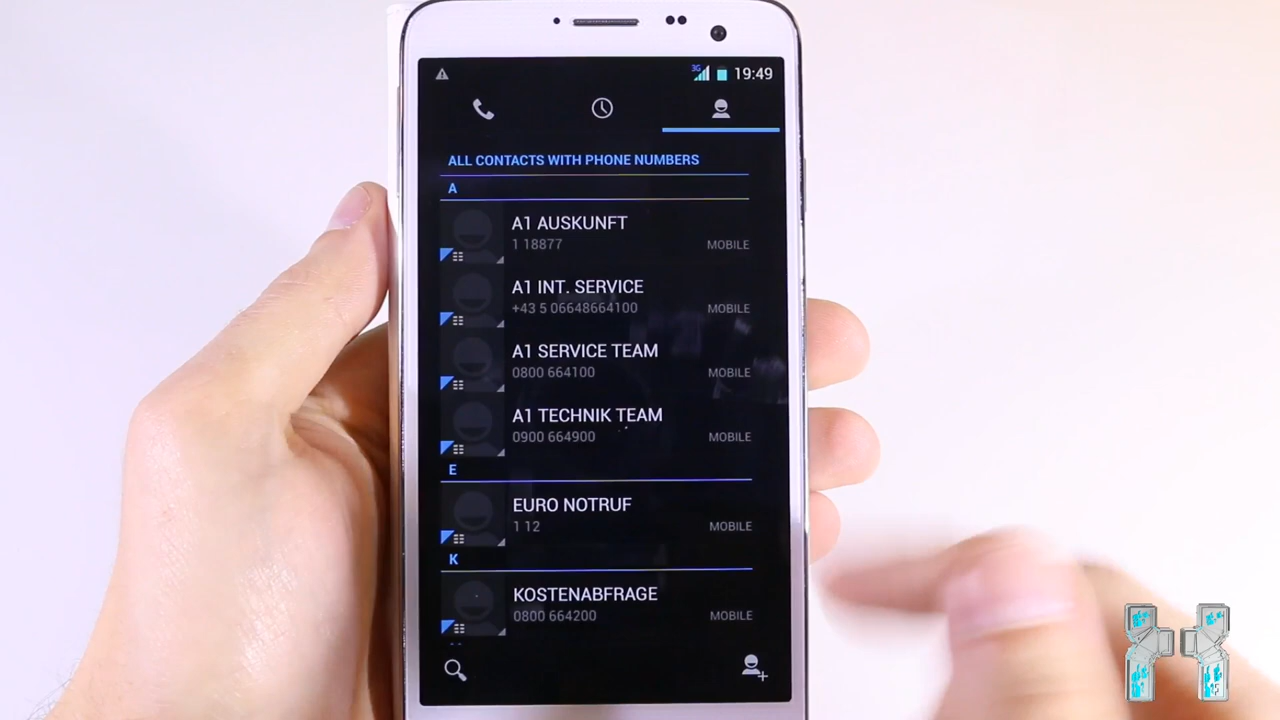 3G 19:49
ALL CONTACTS WITH PHONE NUMBERS
A
A1 AUSKUNFT
1 18877 MOBILE
A1 INT. SERVICE
+43 5 06648664100 MOBILE
A1 SERVICE TEAM
0800 664100 MOBILE
A1 TECHNIK TEAM
0900 664900 MOBILE
E
EURO NOTRUF
1 12 MOBILE
K
KOSTENABFRAGE
0800 664200 MOBILE